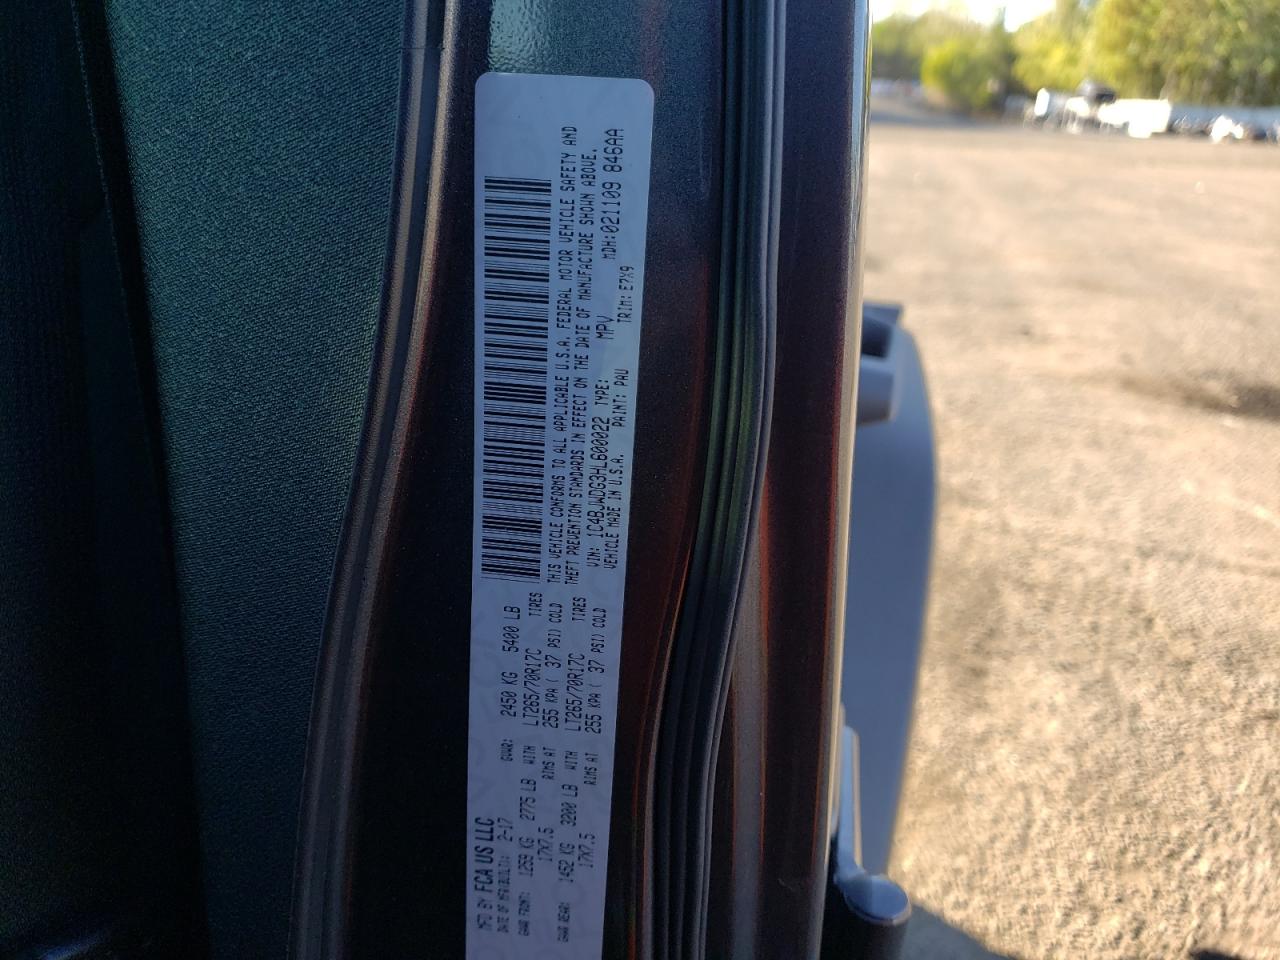 MFD BY FCA US LLC
DATE OF MFR(BUILT): 2-17 GVWR: 2450 KG 5400 LB
GAWR FRONT: 1259 KG 2775 LB WITH LT265/70R17C TIRES
17X7.5 RIMS AT 255 KPA ( 37 PSI) COLD
GAWR REAR: 1452 KG 3200 LB WITH LT265/70R17C TIRES
17X7.5 RIMS AT 255 KPA ( 37 PSI) COLD
THIS VEHICLE CONFORMS TO ALL APPLICABLE U.S.A. FEDERAL MOTOR VEHICLE SAFETY AND
THEFT PREVENTION STANDARDS IN EFFECT ON THE DATE OF MANUFACTURE SHOWN ABOVE.
VIN: 1C4BJWDG3HL600022 TYPE: MPV MDH:021109 846AA
VEHICLE MADE IN U.S.A. PAINT: PAU TRIM: E7X9